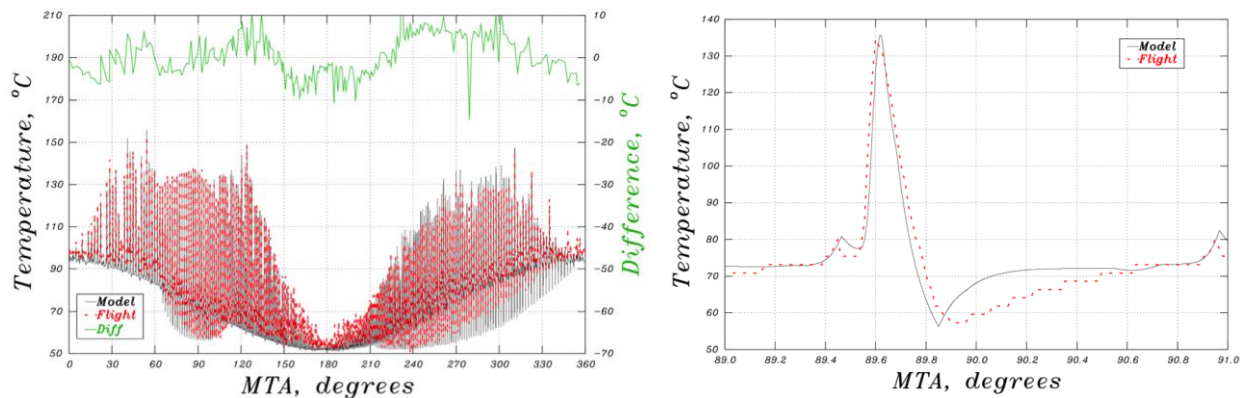 210
190
170
150
130
110
90
70
50
10
0
−10
−20
−30
−40
−50
−60
−70
0 30 60 90 120 150 180 210 240 270 300 330 360
Temperature, °C
Difference, °C
MTA, degrees
Model
Flight
Diff
140
130
120
110
100
90
80
70
60
50
89.0 89.2 89.4 89.6 89.8 90.0 90.2 90.4 90.6 90.8 91.0
Temperature, °C
MTA, degrees
Model
Flight